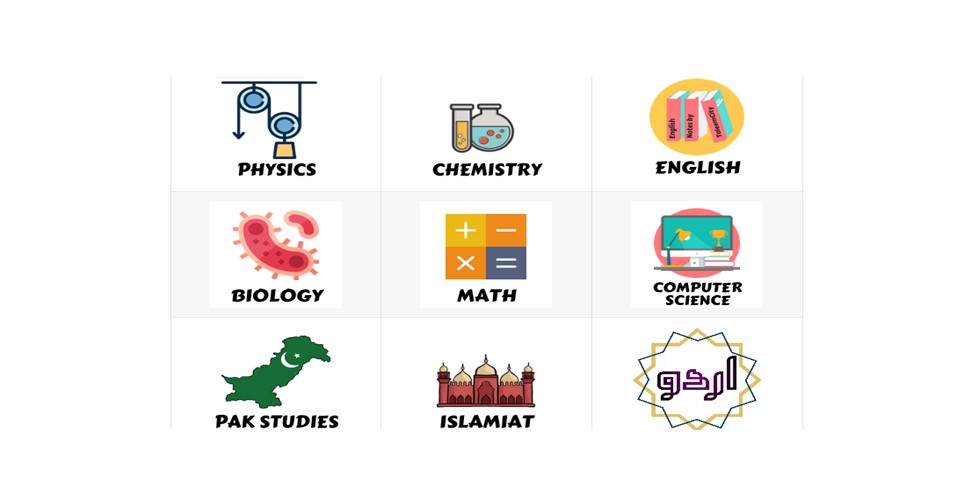 PHYSICS
CHEMISTRY
English
Notes by
TaleemCity
ENGLISH
BIOLOGY
MATH
COMPUTER
SCIENCE
PAK STUDIES
ISLAMIAT
اردو